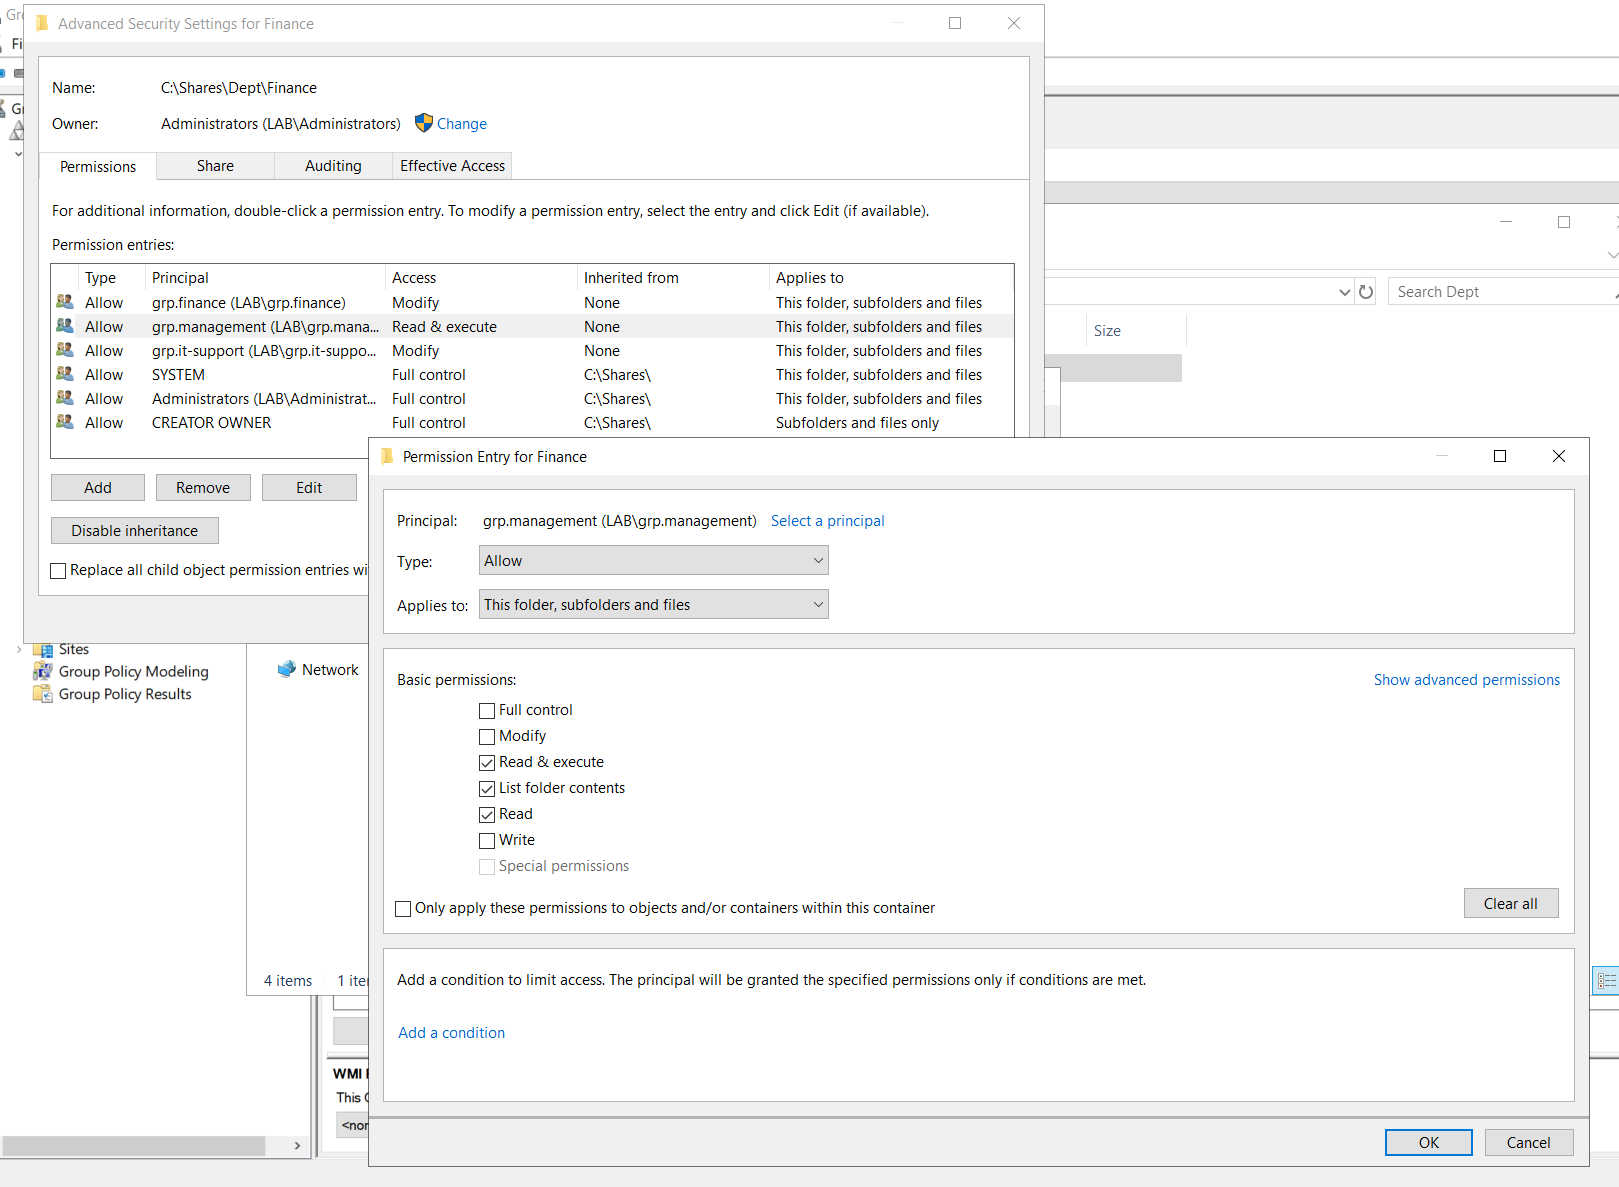 Advanced Security Settings for Finance
Name: C:\Shares\Dept\Finance
Owner: Administrators (LAB\Administrators) Change
Permissions Share Auditing Effective Access
For additional information, double-click a permission entry. To modify a permission entry, select the entry and click Edit (if available).
Permission entries:
Type Principal Access Inherited from Applies to
Allow grp.finance (LAB\grp.finance) Modify None This folder, subfolders and files
Allow grp.management (LAB\grp.mana... Read & execute None This folder, subfolders and files
Allow grp.it-support (LAB\grp.it-suppo... Modify None This folder, subfolders and files
Allow SYSTEM Full control C:\Shares\ This folder, subfolders and files
Allow Administrators (LAB\Administrat... Full control C:\Shares\ This folder, subfolders and files
Allow CREATOR OWNER Full control C:\Shares\ Subfolders and files only
Add Remove Edit
Disable inheritance
Replace all child object permission entries wi
Search Dept
Size
Sites
Group Policy Modeling
Group Policy Results
Network
4 items 1 ite
WMI
This
<nor
Permission Entry for Finance
Principal: grp.management (LAB\grp.management) Select a principal
Type: Allow
Applies to: This folder, subfolders and files
Basic permissions: Show advanced permissions
Full control
Modify
Read & execute
List folder contents
Read
Write
Special permissions
Only apply these permissions to objects and/or containers within this container
Clear all
Add a condition to limit access. The principal will be granted the specified permissions only if conditions are met.
Add a condition
OK Cancel